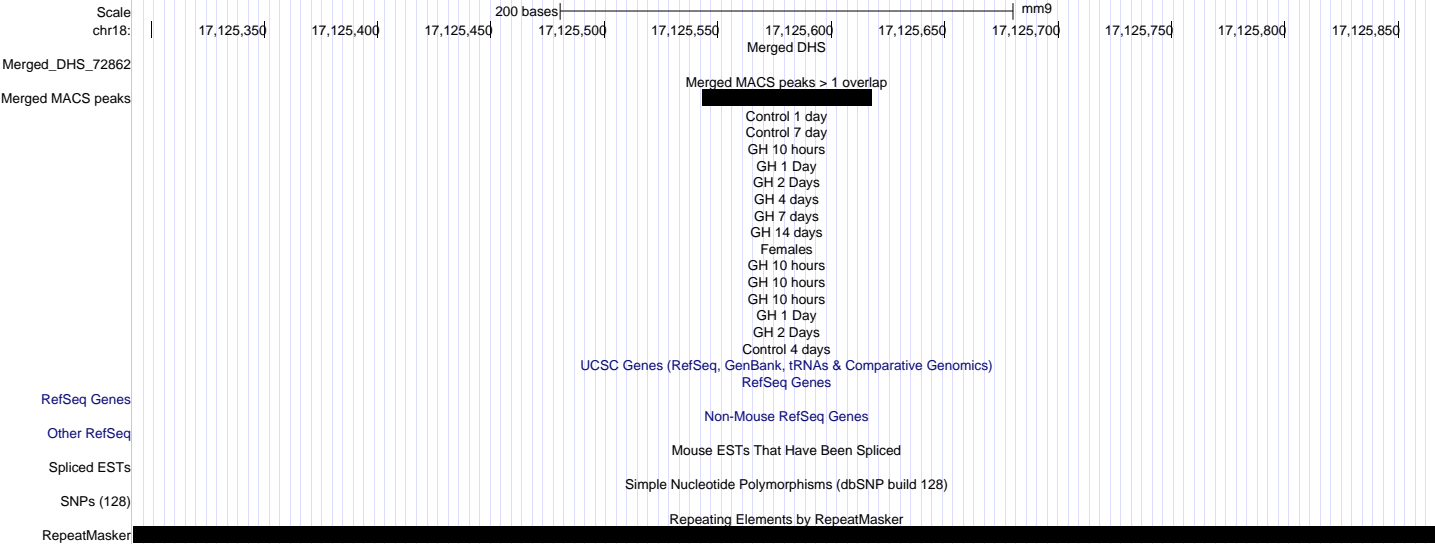 Scale 200 bases mm9
chr18: 17,125,350 17,125,400 17,125,450 17,125,500 17,125,550 17,125,600 17,125,650 17,125,700 17,125,750 17,125,800 17,125,850
Merged DHS
Merged_DHS_72862
Merged MACS peaks > 1 overlap
Merged MACS peaks
Control 1 day
Control 7 day
GH 10 hours
GH 1 Day
GH 2 Days
GH 4 days
GH 7 days
GH 14 days
Females
GH 10 hours
GH 10 hours
GH 10 hours
GH 1 Day
GH 2 Days
Control 4 days
UCSC Genes (RefSeq, GenBank, tRNAs & Comparative Genomics)
RefSeq Genes
RefSeq Genes
Non-Mouse RefSeq Genes
Other RefSeq
Mouse ESTs That Have Been Spliced
Spliced ESTs
Simple Nucleotide Polymorphisms (dbSNP build 128)
SNPs (128)
Repeating Elements by RepeatMasker
RepeatMasker